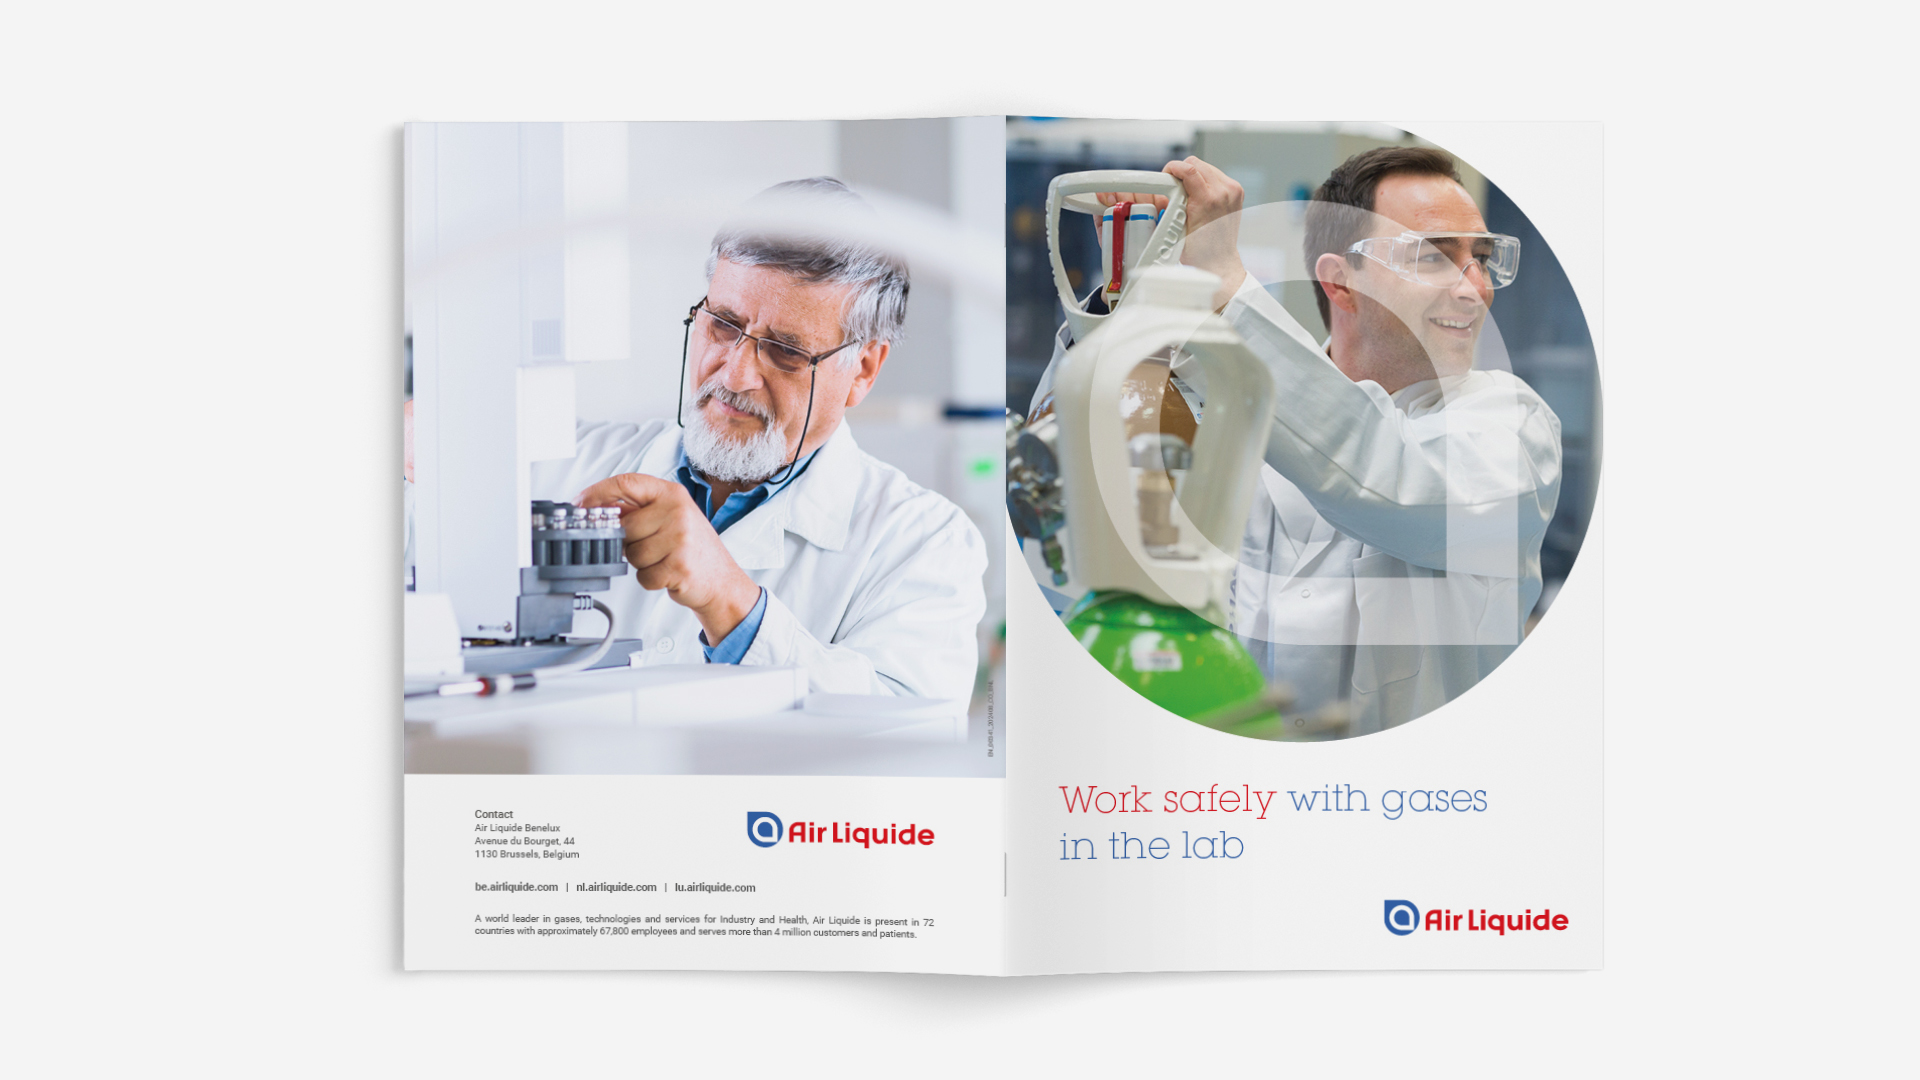 Contact
Air Liquide Benelux
Avenue du Bourget, 44
1130 Brussels, Belgium
Air Liquide
be.airliquide.com | nl.airliquide.com | lu.airliquide.com
A world leader in gases, technologies and services for Industry and Health, Air Liquide is present in 72
countries with approximately 67,800 employees and serves more than 4 million customers and patients.
Work safely with gases
in the lab
Air Liquide